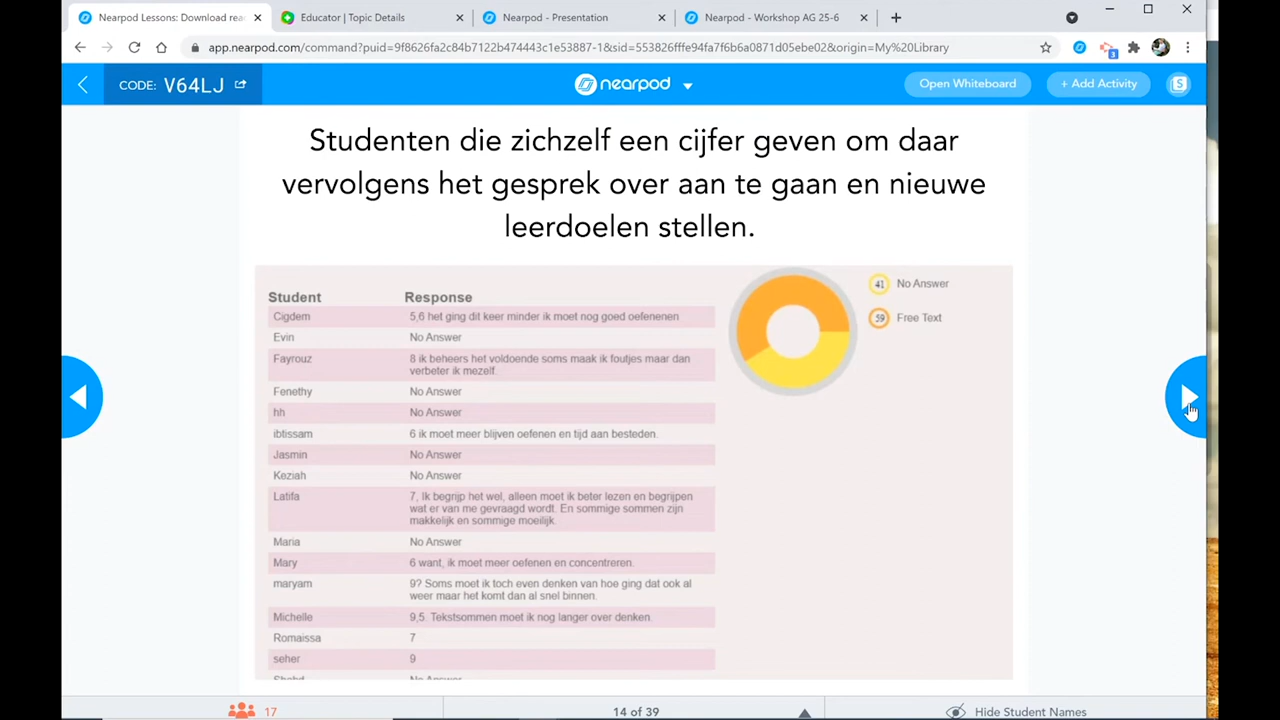 Nearpod Lessons: Download rea
Educator | Topic Details
Nearpod - Presentation
Nearpod - Workshop AG 25-6
app.nearpod.com/command?puid=9f8626fa2c84b7122b474443c1e53887-1&sid=553826fffe94fa7f6b6a0871d05ebe02&origin=My%20Library
3
CODE: V64LJ
nearpod
Open Whiteboard
+ Add Activity
S
Studenten die zichzelf een cijfer geven om daar
vervolgens het gesprek over aan te gaan en nieuwe
leerdoelen stellen.
Student Response
Cigdem 5,6 het ging dit keer minder ik moet nog goed oefenenen.
Evin No Answer
Fayrouz 8 ik beheers het voldoende soms maak ik foutjes maar dan
verbeter ik mezelf.
Fenethy No Answer
hh No Answer
ibtissam 6 ik moet meer blijven oefenen en tijd aan besteden.
Jasmin No Answer
Keziah No Answer
Latifa 7, Ik begrijp het wel, alleen moet ik beter lezen en begrijpen
wat er van me gevraagd wordt. En sommige sommen zijn
makkelijk en sommige moeilijk.
Maria No Answer
Mary 6 want, ik moet meer oefenen en concentreren.
maryam 9? Soms moet ik toch even denken van hoe ging dat ook al
weer maar het komt dan al snel binnen.
Michelle 9,5. Tekstsommen moet ik nog langer over denken.
Romaissa 7
seher 9
41 No Answer
59 Free Text
17
14 of 39
Hide Student Names